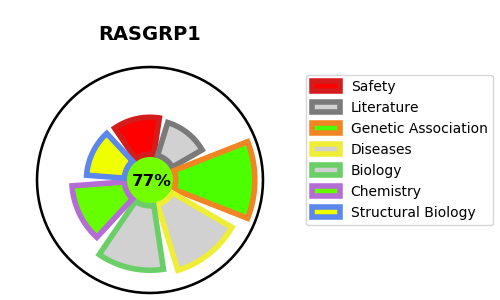 RASGRP1
77%
Safety
Literature
Genetic Association
Diseases
Biology
Chemistry
Structural Biology